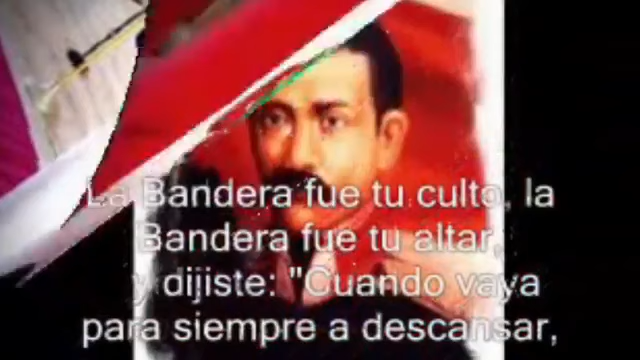 La Bandera fue tu culto, la
Bandera fue tu altar,
y dijiste: "Cuando vaya
para siempre a descansar,